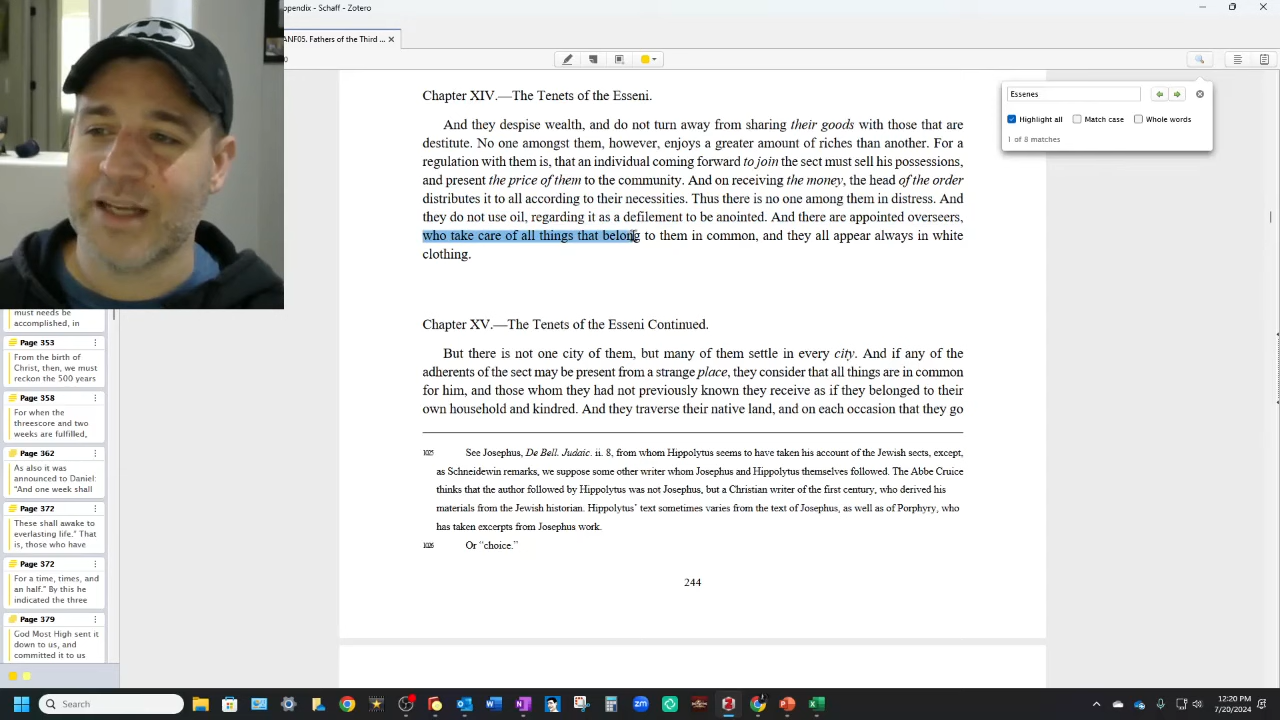 ppendix - Schaff - Zotero
ANF05. Fathers of the Third ...
Essenes
Highlight all
Match case
Whole words
1 of 8 matches
Chapter XIV.—The Tenets of the Esseni.
And they despise wealth, and do not turn away from sharing their goods with those that are
destitute. No one amongst them, however, enjoys a greater amount of riches than another. For a
regulation with them is, that an individual coming forward to join the sect must sell his possessions,
and present the price of them to the community. And on receiving the money, the head of the order
distributes it to all according to their necessities. Thus there is no one among them in distress. And
they do not use oil, regarding it as a defilement to be anointed. And there are appointed overseers,
who take care of all things that belong to them in common, and they all appear always in white
clothing.
Chapter XV.—The Tenets of the Esseni Continued.
But there is not one city of them, but many of them settle in every city. And if any of the
adherents of the sect may be present from a strange place, they consider that all things are in common
for him, and those whom they had not previously known they receive as if they belonged to their
own household and kindred. And they traverse their native land, and on each occasion that they go
1025 See Josephus, De Bell. Judaic. ii. 8, from whom Hippolytus seems to have taken his account of the Jewish sects, except,
as Schneidewin remarks, we suppose some other writer whom Josephus and Hippolytus themselves followed. The Abbe Cruice
thinks that the author followed by Hippolytus was not Josephus, but a Christian writer of the first century, who derived his
materials from the Jewish historian. Hippolytus' text sometimes varies from the text of Josephus, as well as of Porphyry, who
has taken excerpts from Josephus work.
1026 Or “choice.”
244
must needs be
accomplished, in
Page 353
From the birth of
Christ, then, we must
reckon the 500 years
Page 358
For when the
threescore and two
weeks are fulfilled,
Page 362
As also it was
announced to Daniel:
“And one week shall
Page 372
These shall awake to
everlasting life.” That
is, those who have
Page 372
For a time, times, and
an half.” By this he
indicated the three
Page 379
God Most High sent it
down to us, and
committed it to us
Search
zm
12:20 PM
7/20/2024